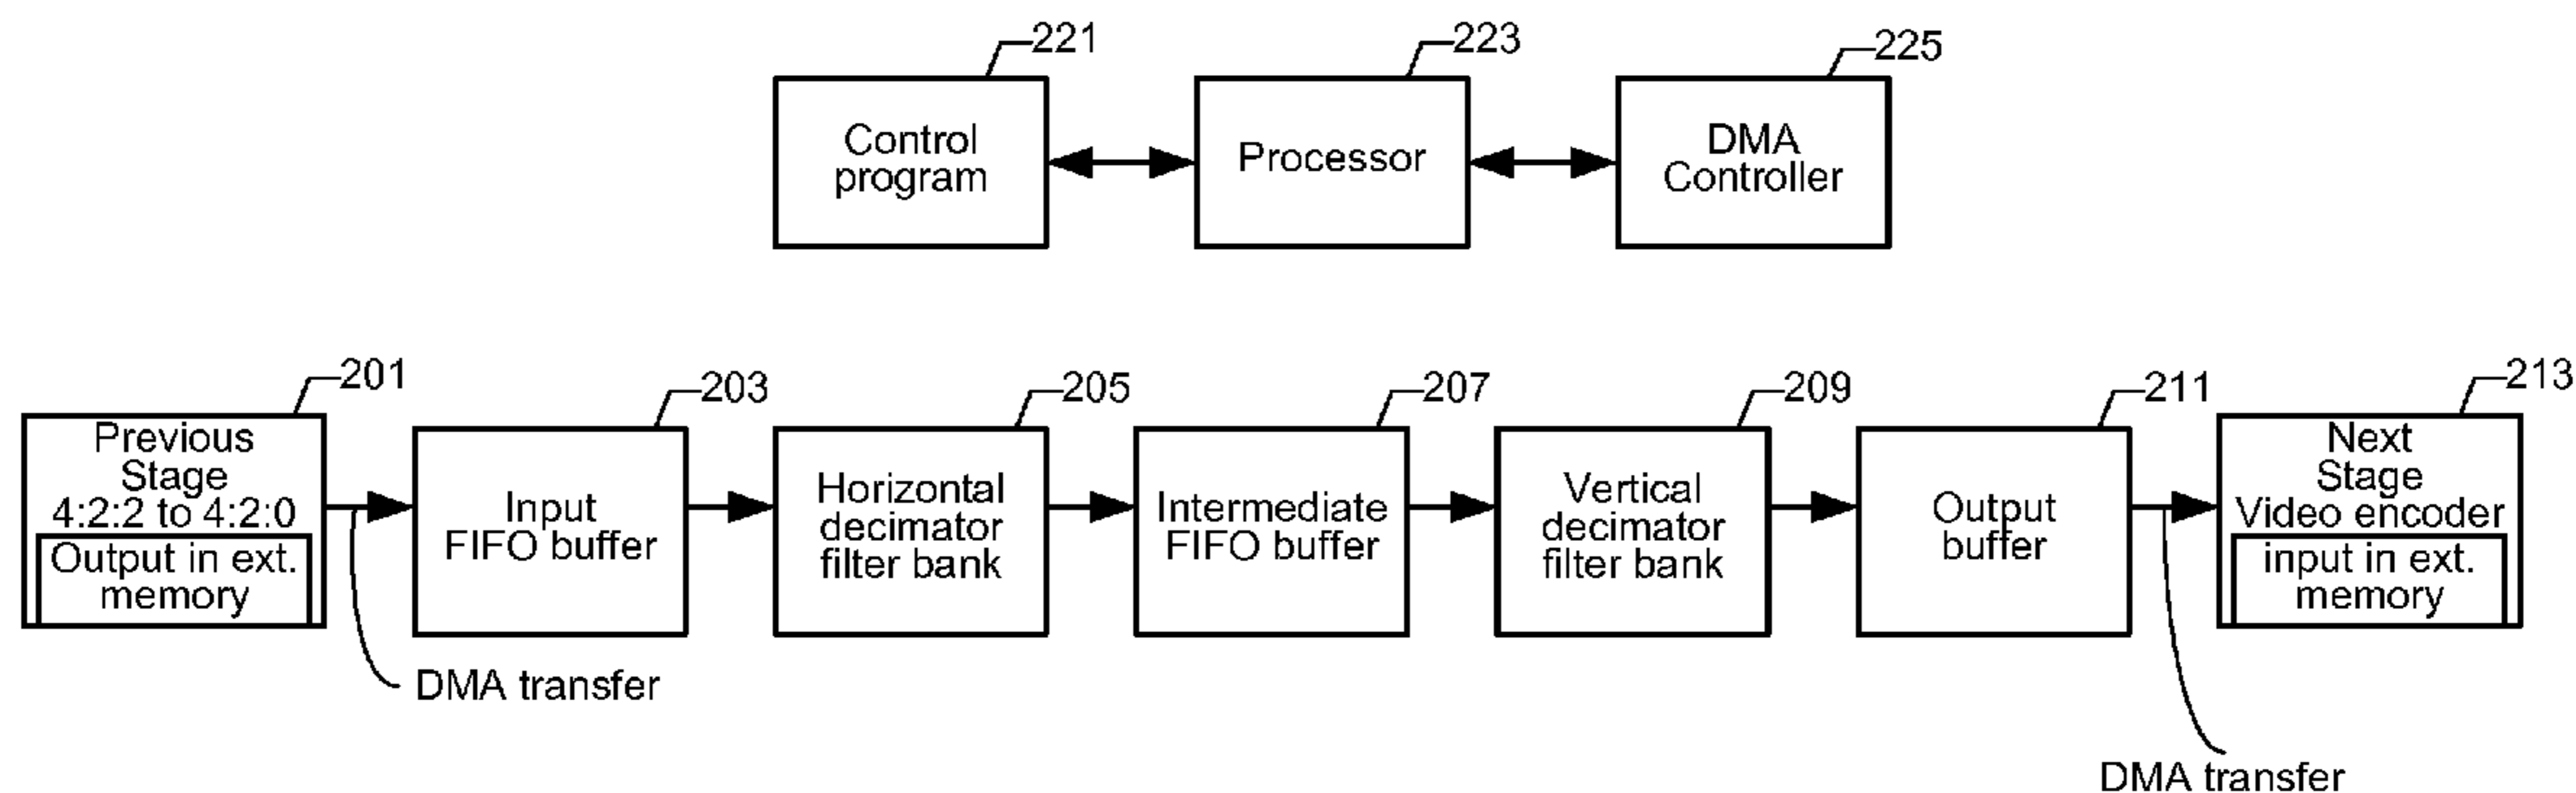 221
223
225
Control
program
Processor
DMA
Controller
201
203
205
207
209
211
213
Previous
Stage
4:2:2 to 4:2:0
Output in ext.
memory
Input
FIFO buffer
Horizontal
decimator
filter bank
Intermediate
FIFO buffer
Vertical
decimator
filter bank
Output
buffer
Next
Stage
Video encoder
input in ext.
memory
DMA transfer
DMA transfer